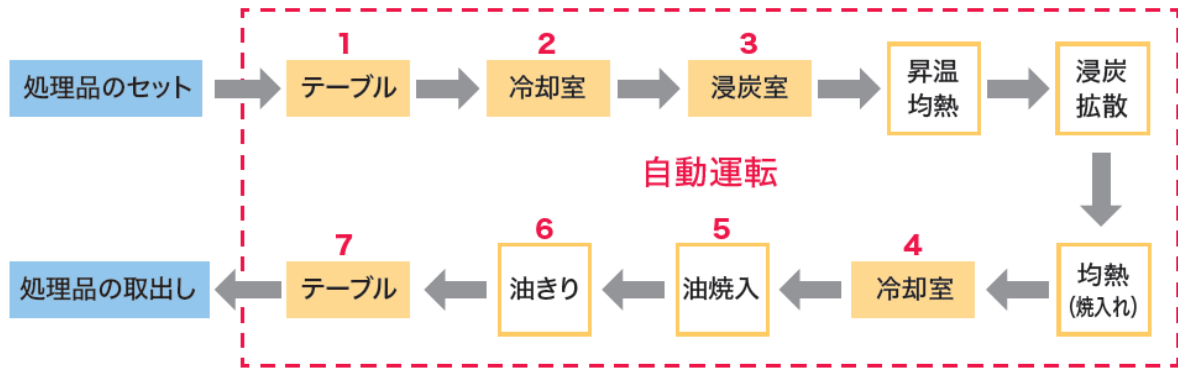 1
2
3
処理品のセット
テーブル
冷却室
浸炭室
昇温
均熱
浸炭
拡散
自動運転
7
6
5
4
処理品の取出し
テーブル
油きり
油焼入
冷却室
均熱
(焼入れ)